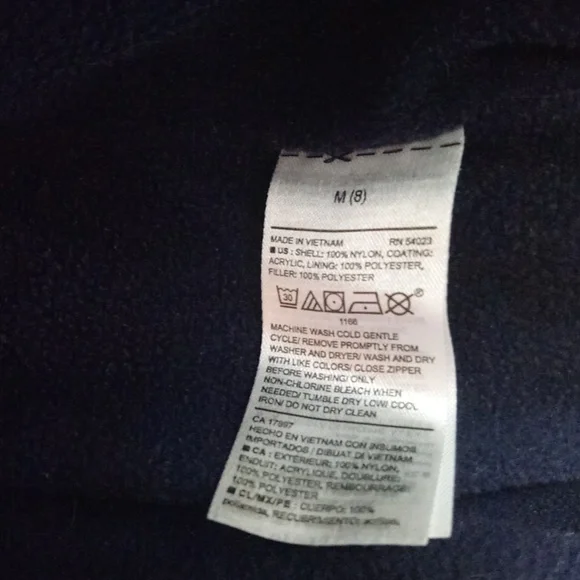 M (8)
MADE IN VIETNAM RN 54023
■ US : SHELL: 100% NYLON, COATING:
ACRYLIC, LINING: 100% POLYESTER,
FILLER: 100% POLYESTER
30 ®
1166
MACHINE WASH COLD GENTLE
CYCLE/ REMOVE PROMPTLY FROM
WASHER AND DRYER/ WASH AND DRY
WITH LIKE COLORS/ CLOSE ZIPPER
BEFORE WASHING/ ONLY
NON-CHLORINE BLEACH WHEN
NEEDED/ TUMBLE DRY LOW/ COOL
IRON/ DO NOT DRY CLEAN
CA 17897
HECHO EN VIETNAM CON INSUMOS
IMPORTADOS / DIBUAT DI VIETNAM
■ CA : EXTÉRIEUR: 100% NYLON,
ENDUIT: ACRYLIQUE, DOUBLURE:
100% POLYESTER, REMBOURRAGE:
100% POLYESTER
■ CL/MX/PE : CUERPO: 100%
poliamida, RECUBRIMIENTO: